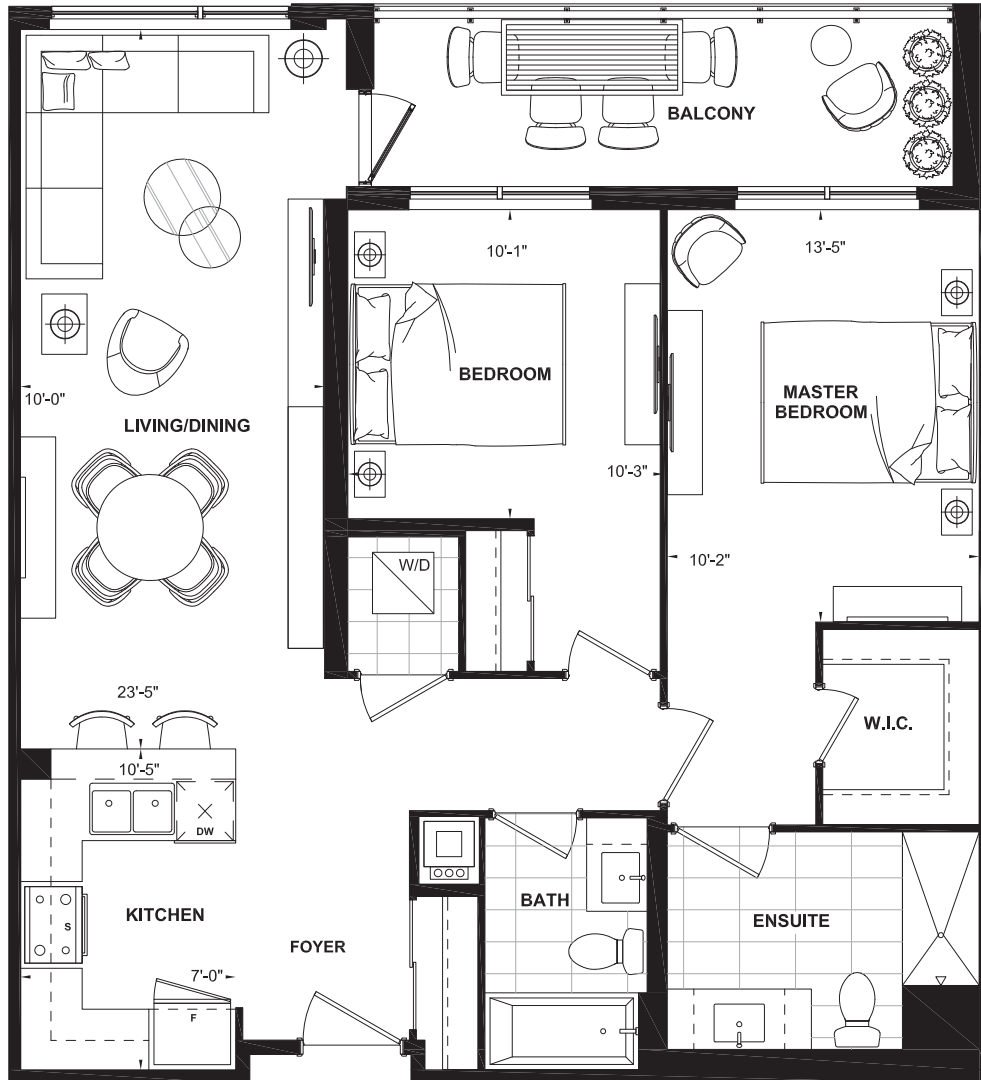 BALCONY
10'-1"
13'-5"
BEDROOM
MASTER
BEDROOM
10'-0"
LIVING/DINING
10'-3"
W/D
10'-2"
23'-5"
W.I.C.
10'-5"
DW
BATH
KITCHEN
S
ENSUITE
FOYER
7'-0"
F